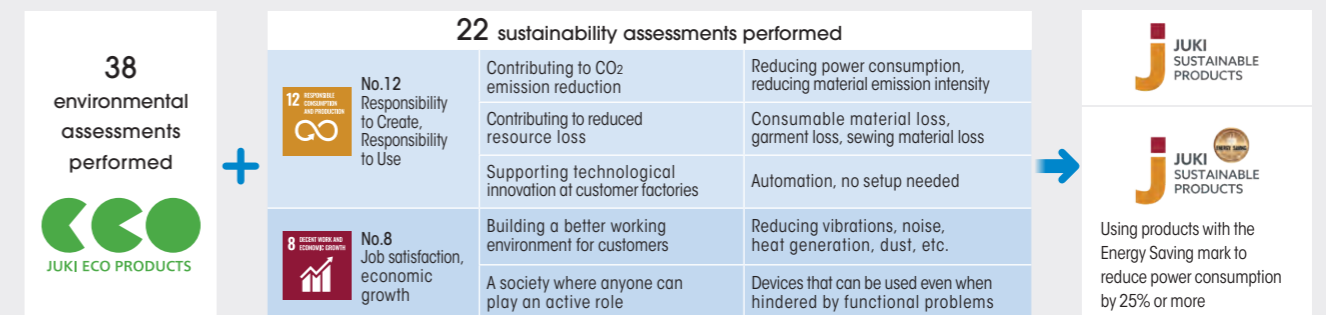 38
environmental
assessments
performed
JUKI ECO PRODUCTS
22 sustainability assessments performed
12 RESPONSIBLE
CONSUMPTION
AND PRODUCTION
No.12
Responsibility
to Create,
Responsibility
to Use
Contributing to CO2
emission reduction
Reducing power consumption,
reducing material emission intensity
Contributing to reduced
resource loss
Consumable material loss,
garment loss, sewing material loss
Supporting technological
innovation at customer factories
Automation, no setup needed
8 DECENT WORK AND
ECONOMIC GROWTH
No.8
Job satisfaction,
economic
growth
Building a better working
environment for customers
Reducing vibrations, noise,
heat generation, dust, etc.
A society where anyone can
play an active role
Devices that can be used even when
hindered by functional problems
JUKI
SUSTAINABLE
PRODUCTS
ENERGY SAVING
JUKI
SUSTAINABLE
PRODUCTS
Using products with the
Energy Saving mark to
reduce power consumption
by 25% or more